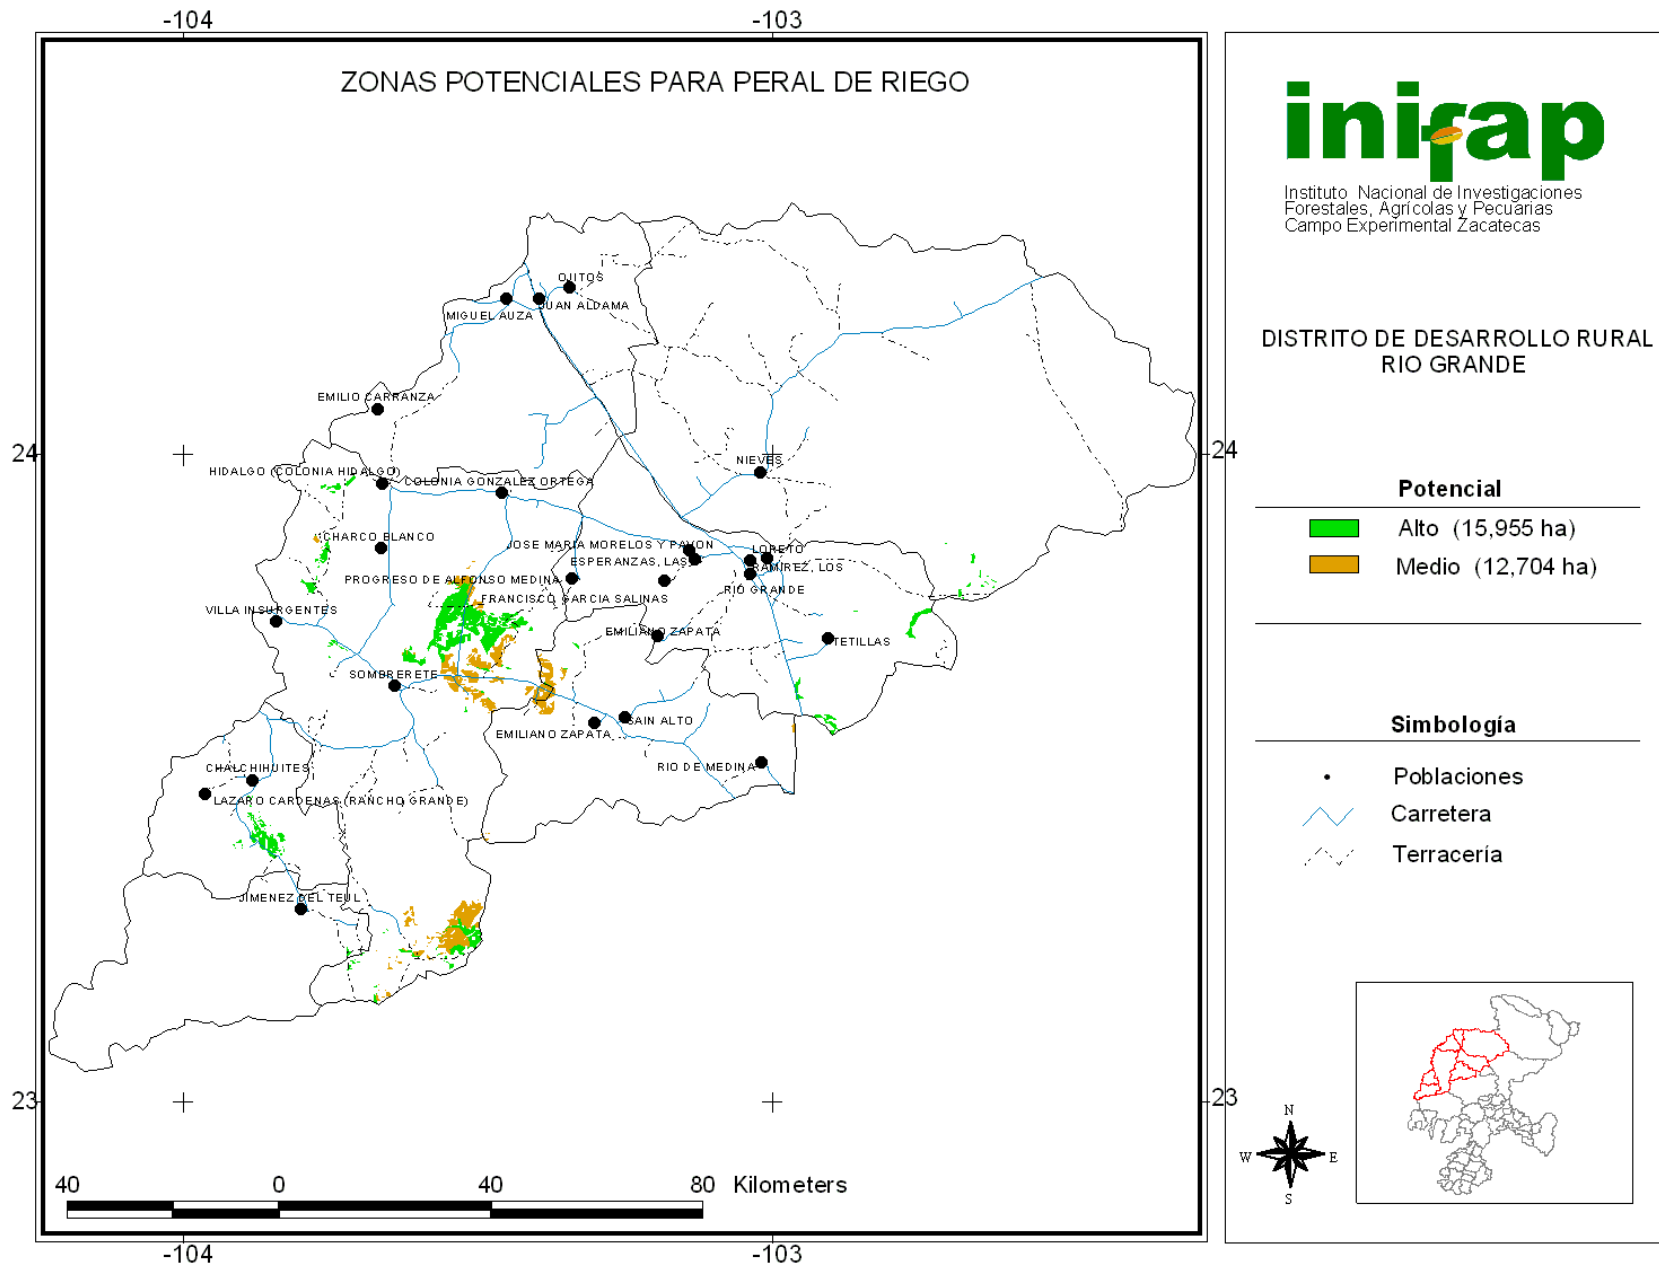 -104
-103
ZONAS POTENCIALES PARA PERAL DE RIEGO
OJITOS
JUAN ALDAMA
MIGUEL AUZA
EMILIO CARRANZA
24
24
NIEVES
HIDALGO (COLONIA HIDALGO)
COLONIA GONZALEZ ORTEGA
CHARCO BLANCO
JOSE MARIA MORELOS Y PAVON
LORETO
ESPERANZAS, LAS
RAMIREZ, LOS
PROGRESO DE ALFONSO MEDINA
RIO GRANDE
FRANCISCO GARCIA SALINAS
VILLA INSURGENTES
EMILIANO ZAPATA
TETILLAS
SOMBRERETE
SAIN ALTO
EMILIANO ZAPATA
RIO DE MEDINA
CHALCHIHUITES
LAZARO CARDENAS (RANCHO GRANDE)
JIMENEZ DEL TEUL
23
23
40
0
40
80 Kilometers
-104
-103
inifap
Instituto Nacional de Investigaciones
Forestales, Agrícolas y Pecuarias
Campo Experimental Zacatecas
DISTRITO DE DESARROLLO RURAL
RIO GRANDE
Potencial
Alto (15,955 ha)
Medio (12,704 ha)
Simbología
Poblaciones
Carretera
Terracería
N
W
E
S